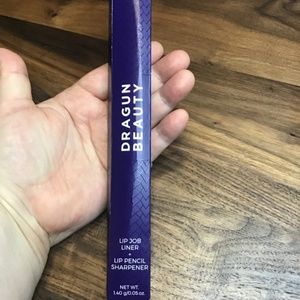 DRAGUN
BEAUTY
LIP JOB
LINER
+
LIP PENCIL
SHARPENER
NET WT
1.40 g/0.05 oz.